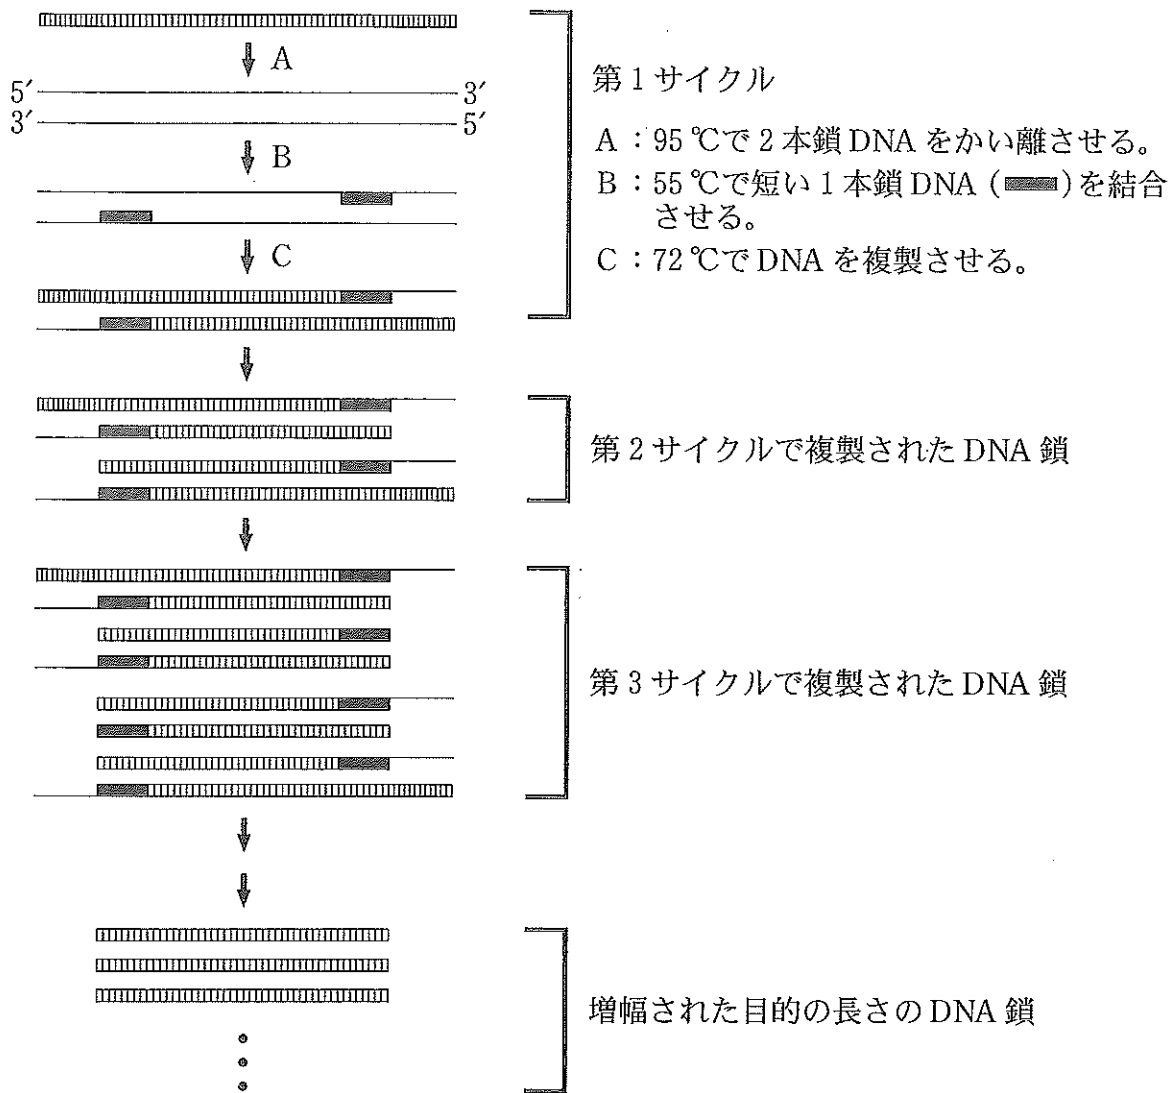 第1サイクル
A
5′ 3′
3′ 5′
A：95℃で2本鎖DNAをかい離させる。
B
B：55℃で短い1本鎖DNA（　）を結合
させる。
C
C：72℃でDNAを複製させる。
第2サイクルで複製されたDNA鎖
第3サイクルで複製されたDNA鎖
増幅された目的の長さのDNA鎖